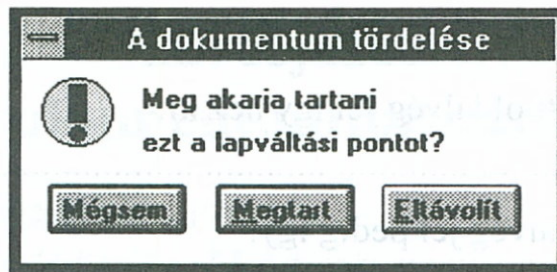 A dokumentum tördelése
Meg akarja tartani
ezt a lapváltási pontot?
Mégsem Megtart Eltávolít